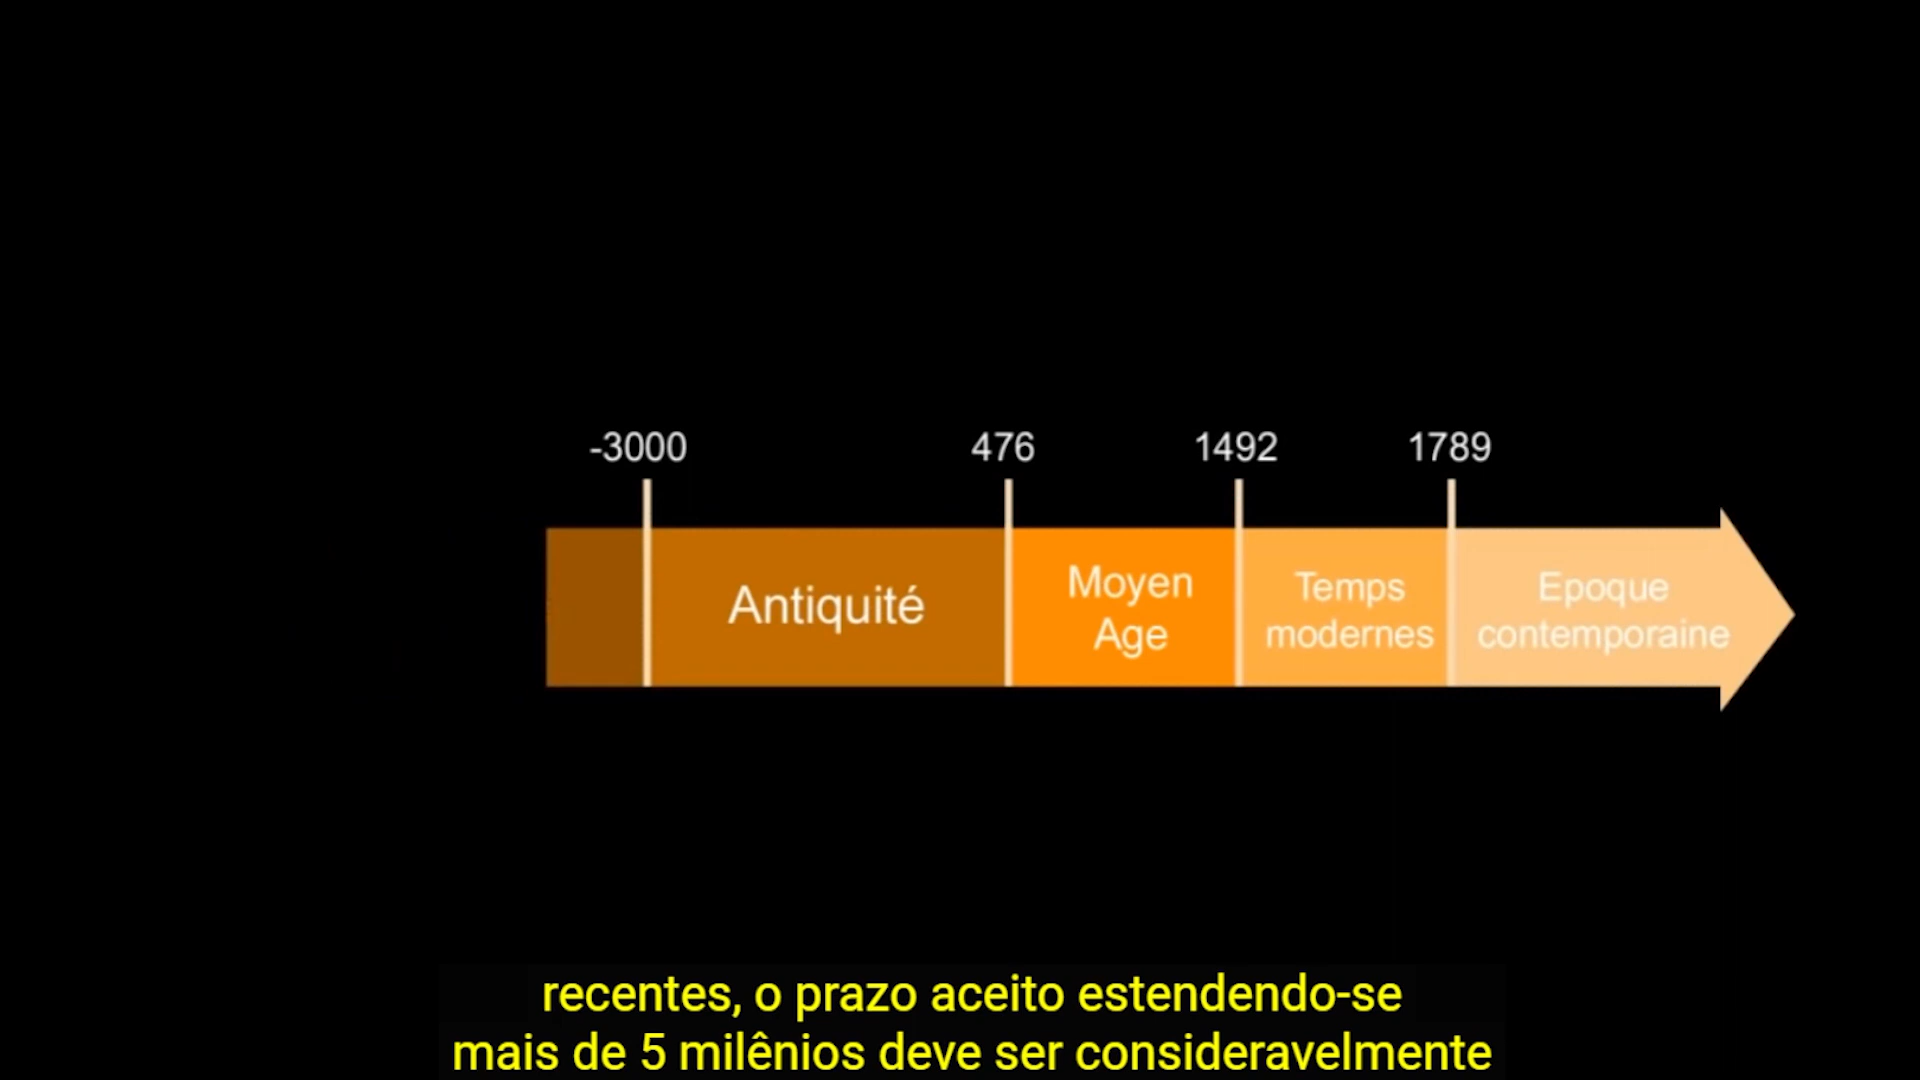 -3000 476 1492 1789
Antiquité
Moyen
Age
Temps
modernes
Epoque
contemporaine
recentes, o prazo aceito estendendo-se
mais de 5 milênios deve ser consideravelmente